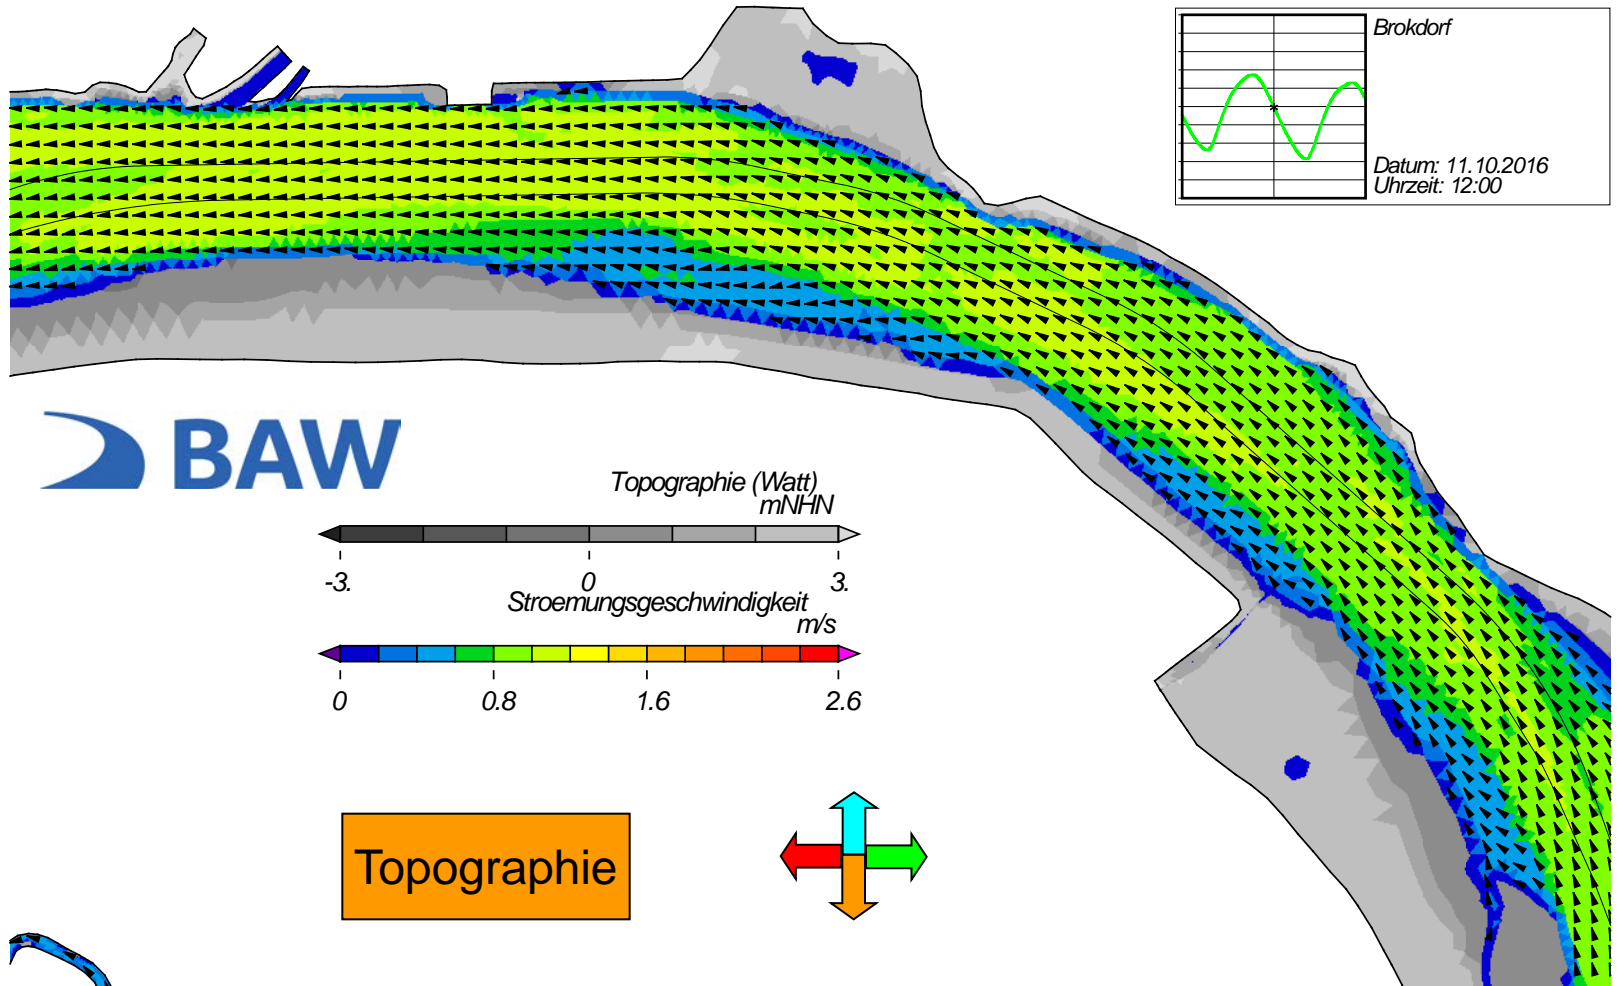 Brokdorf
Datum: 11.10.2016
Uhrzeit: 12:00
BAW
Topographie (Watt)
mNHN
-3. 0 3.
Stroemungsgeschwindigkeit
m/s
0 0.8 1.6 2.6
Topographie